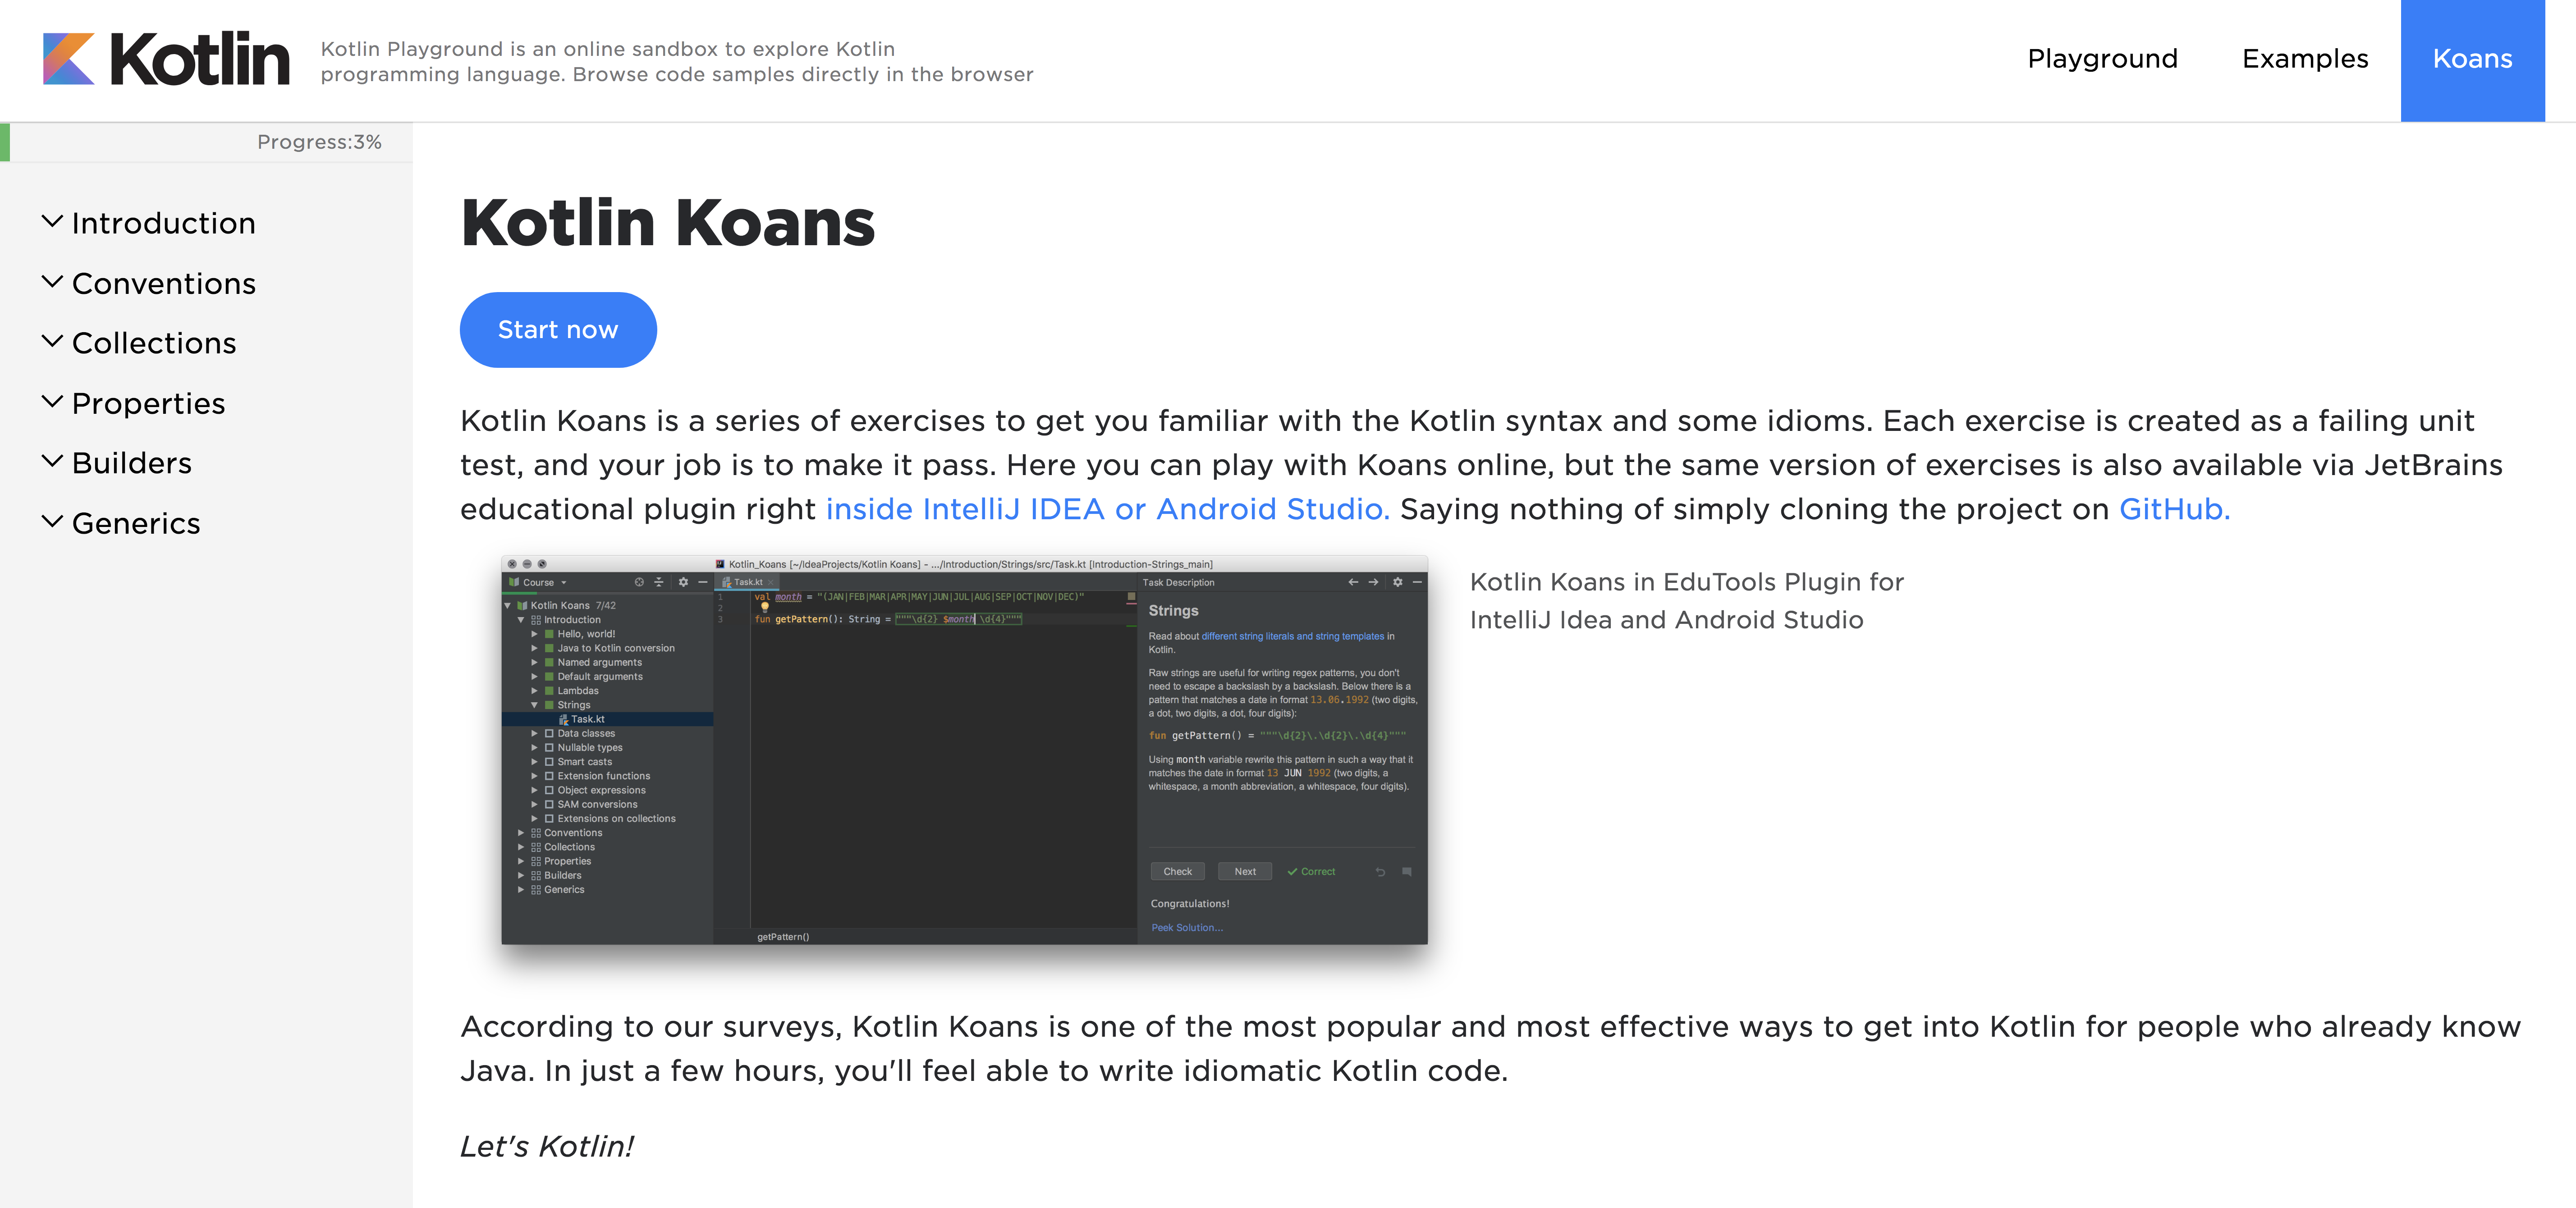 Kotlin
Kotlin Playground is an online sandbox to explore Kotlin
programming language. Browse code samples directly in the browser
Playground
Examples
Koans
Progress:3%
Introduction
Conventions
Collections
Properties
Builders
Generics
Kotlin Koans
Start now
Kotlin Koans is a series of exercises to get you familiar with the Kotlin syntax and some idioms. Each exercise is created as a failing unit
test, and your job is to make it pass. Here you can play with Koans online, but the same version of exercises is also available via JetBrains
educational plugin right inside IntelliJ IDEA or Android Studio. Saying nothing of simply cloning the project on GitHub.
Kotlin_Koans [~/IdeaProjects/Kotlin Koans] - .../Introduction/Strings/src/Task.kt [Introduction-Strings_main]
Course
Kotlin Koans 7/42
Introduction
Hello, world!
Java to Kotlin conversion
Named arguments
Default arguments
Lambdas
Strings
Task.kt
Data classes
Nullable types
Smart casts
Extension functions
Object expressions
SAM conversions
Extensions on collections
Conventions
Collections
Properties
Builders
Generics
Task.kt
1 val month = "(JAN|FEB|MAR|APR|MAY|JUN|JUL|AUG|SEP|OCT|NOV|DEC)"
2
3 fun getPattern(): String = """\d{2} $month \d{4}"""
getPattern()
Task Description
Strings
Read about different string literals and string templates in
Kotlin.
Raw strings are useful for writing regex patterns, you don't
need to escape a backslash by a backslash. Below there is a
pattern that matches a date in format 13.06.1992 (two digits,
a dot, two digits, a dot, four digits):
fun getPattern() = """\d{2}\.\d{2}\.\d{4}"""
Using month variable rewrite this pattern in such a way that it
matches the date in format 13 JUN 1992 (two digits, a
whitespace, a month abbreviation, a whitespace, four digits).
Check
Next
Correct
Congratulations!
Peek Solution...
Kotlin Koans in EduTools Plugin for
IntelliJ Idea and Android Studio
According to our surveys, Kotlin Koans is one of the most popular and most effective ways to get into Kotlin for people who already know
Java. In just a few hours, you'll feel able to write idiomatic Kotlin code.
Let's Kotlin!